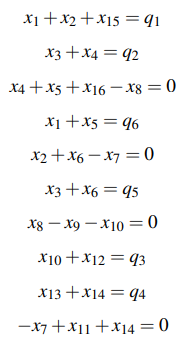 x1 + x2 + x15 = q1
x3 + x4 = q2
x4 + x5 + x16 − x8 = 0
x1 + x5 = q6
x2 + x6 − x7 = 0
x3 + x6 = q5
x8 − x9 − x10 = 0
x10 + x12 = q3
x13 + x14 = q4
−x7 + x11 + x14 = 0